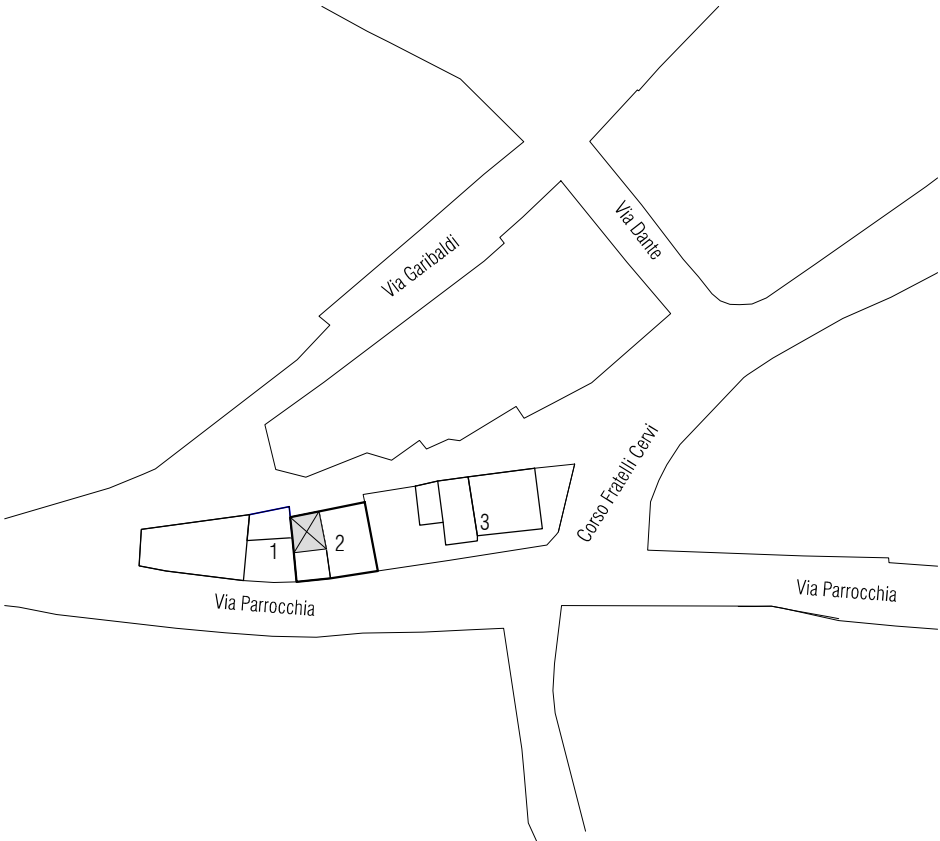 Via Dante
Via Garibaldi
Corso Fratelli Cervi
3
2
1
Via Parrocchia
Via Parrocchia